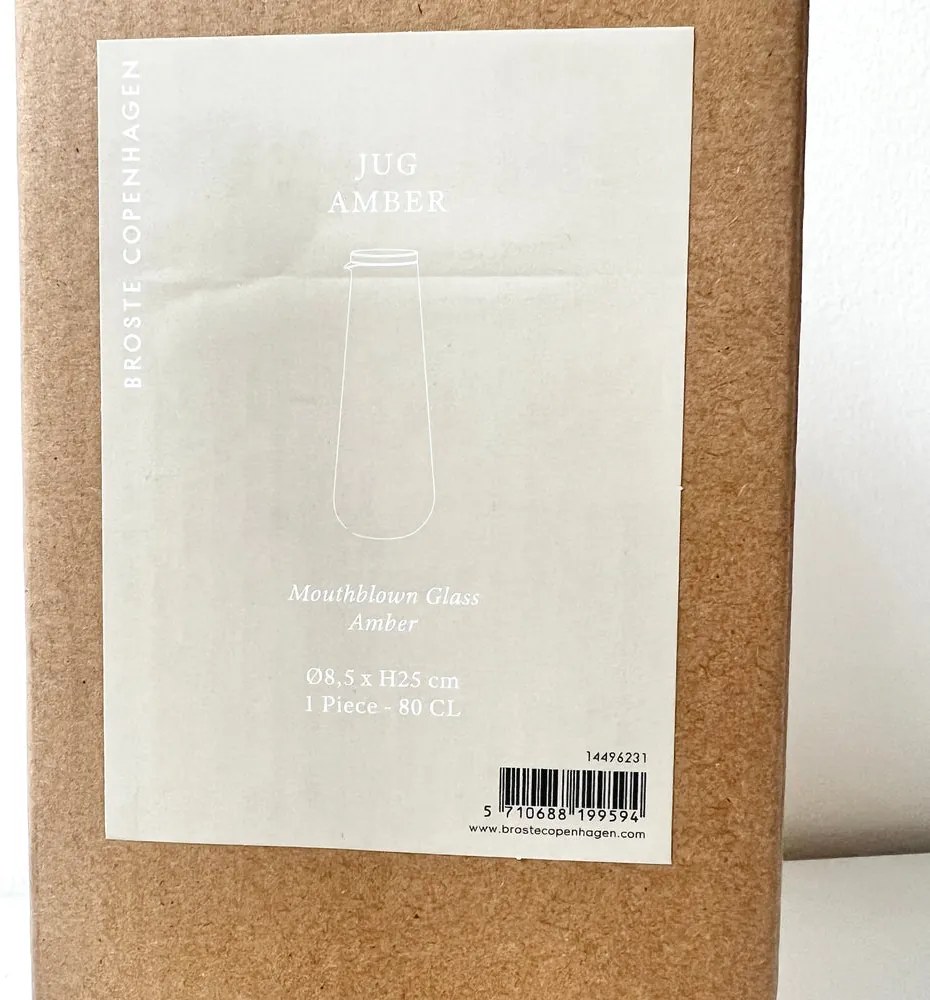 BROSTE COPENHAGEN
JUG
AMBER
Mouthblown Glass
Amber
Ø8,5 x H25 cm
1 Piece - 80 CL
14496231
5 710688 199594
www.brostecopenhagen.com